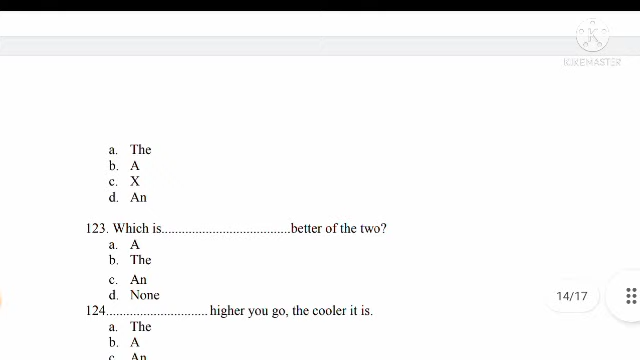 K
KINEMASTER
a. The
b. A
c. X
d. An
123. Which is......................................better of the two?
a. A
b. The
c. An
d. None
14/17
124.............................. higher you go, the cooler it is.
a. The
b. A
c. An